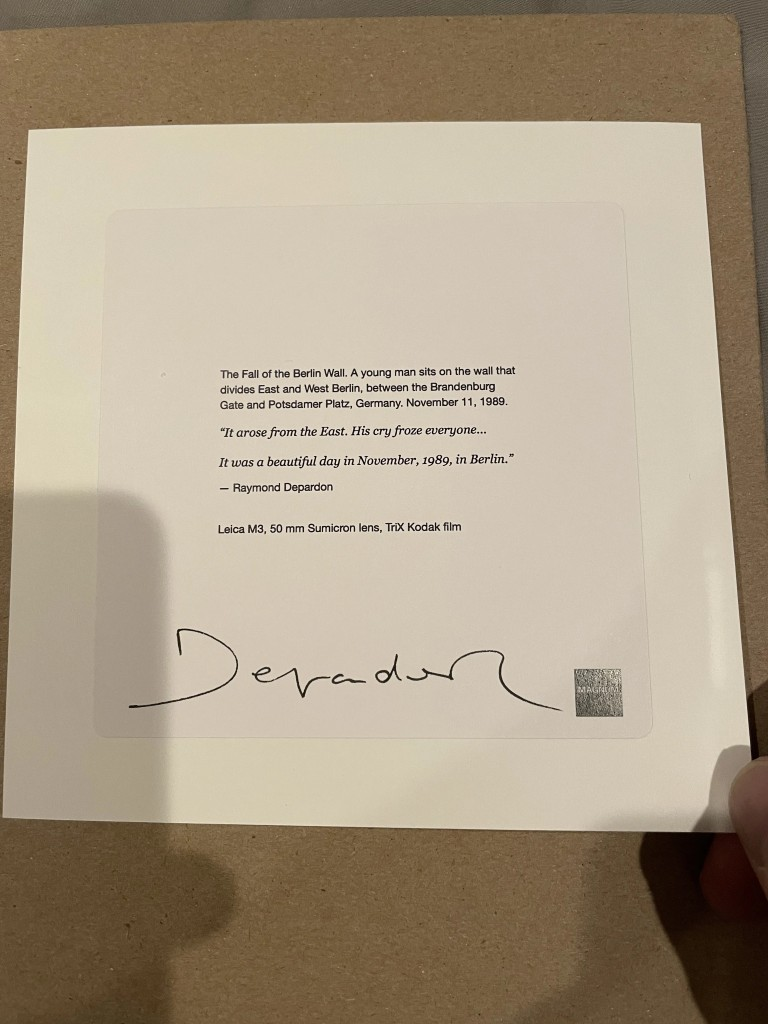 The Fall of the Berlin Wall. A young man sits on the wall that
divides East and West Berlin, between the Brandenburg
Gate and Potsdamer Platz, Germany. November 11, 1989.
“It arose from the East. His cry froze everyone...
It was a beautiful day in November, 1989, in Berlin.”
— Raymond Depardon
Leica M3, 50 mm Sumicron lens, TriX Kodak film
Depardon
MAGNUM